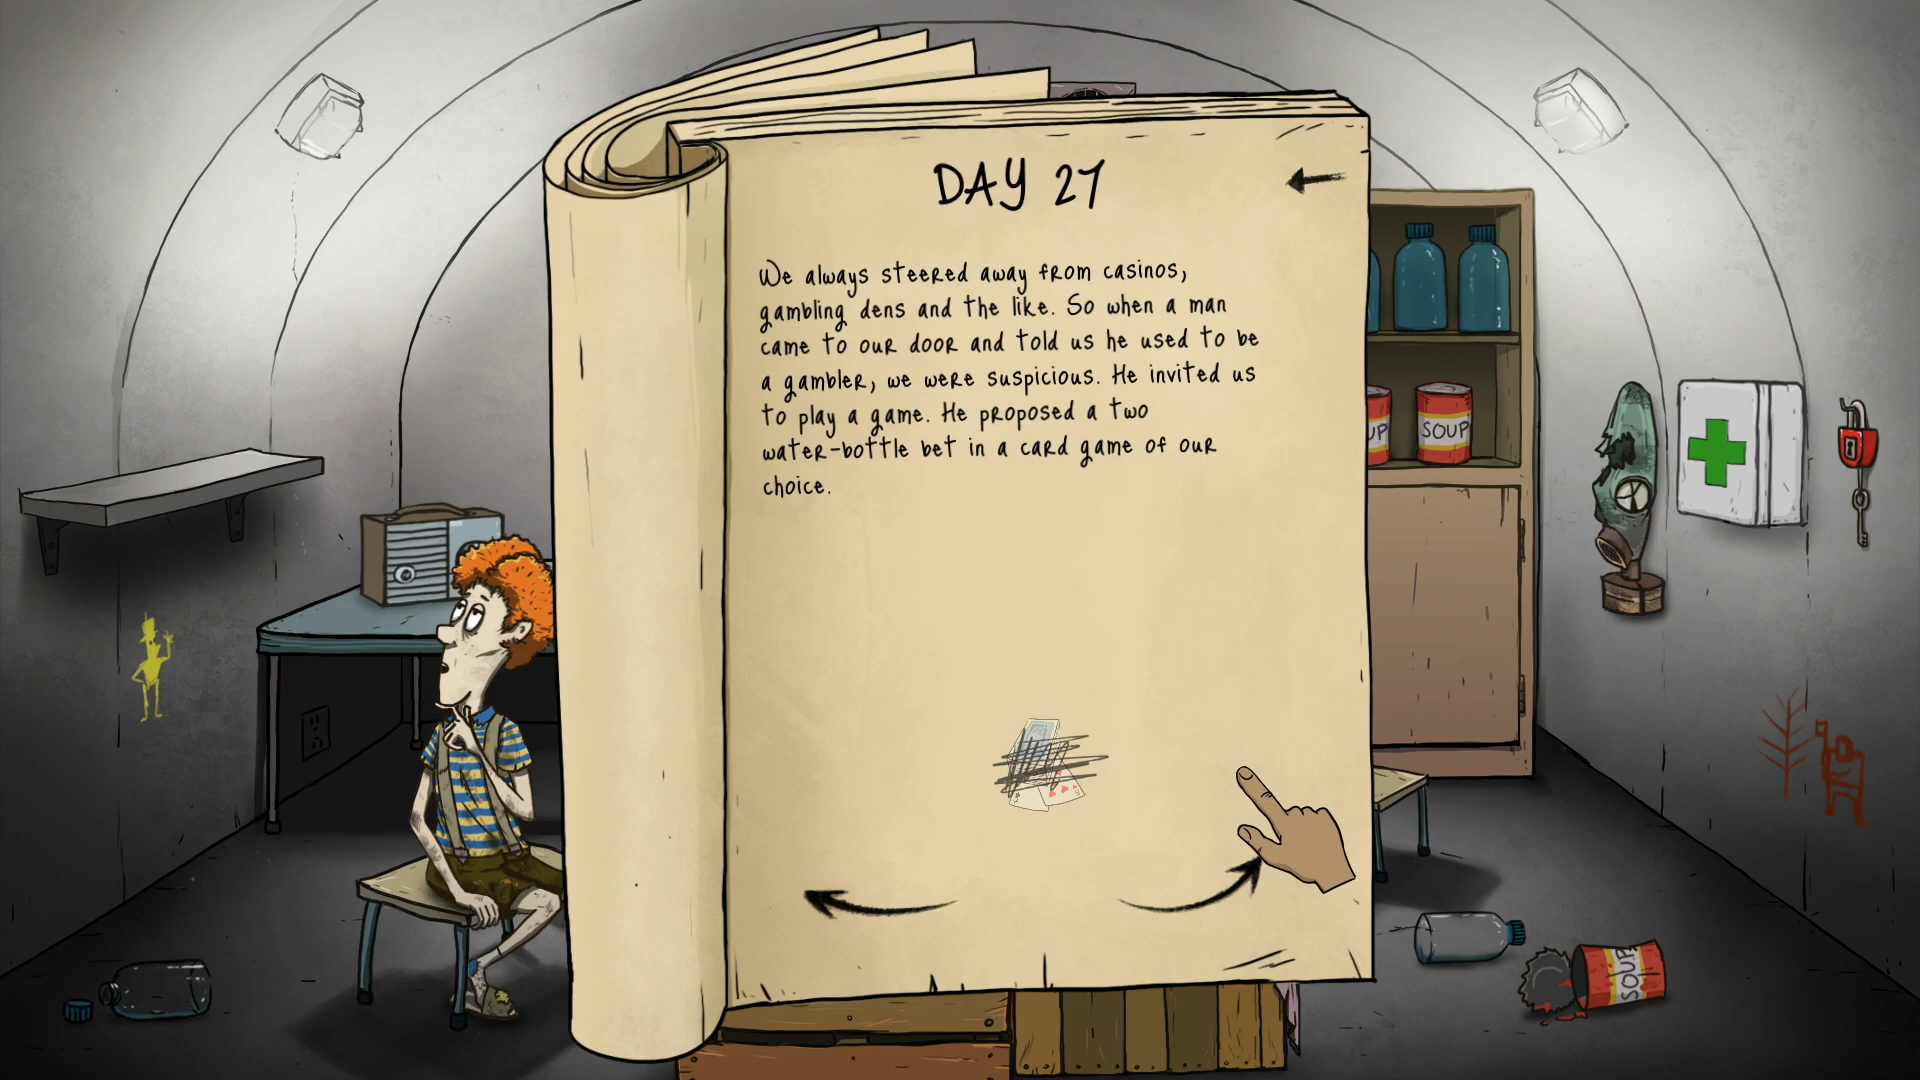 DAY 27
We always steered away from casinos,
gambling dens and the like. So when a man
came to our door and told us he used to be
a gambler, we were suspicious. He invited us
to play a game. He proposed a two
water-bottle bet in a card game of our
choice.
UP
SOUP
SOUP